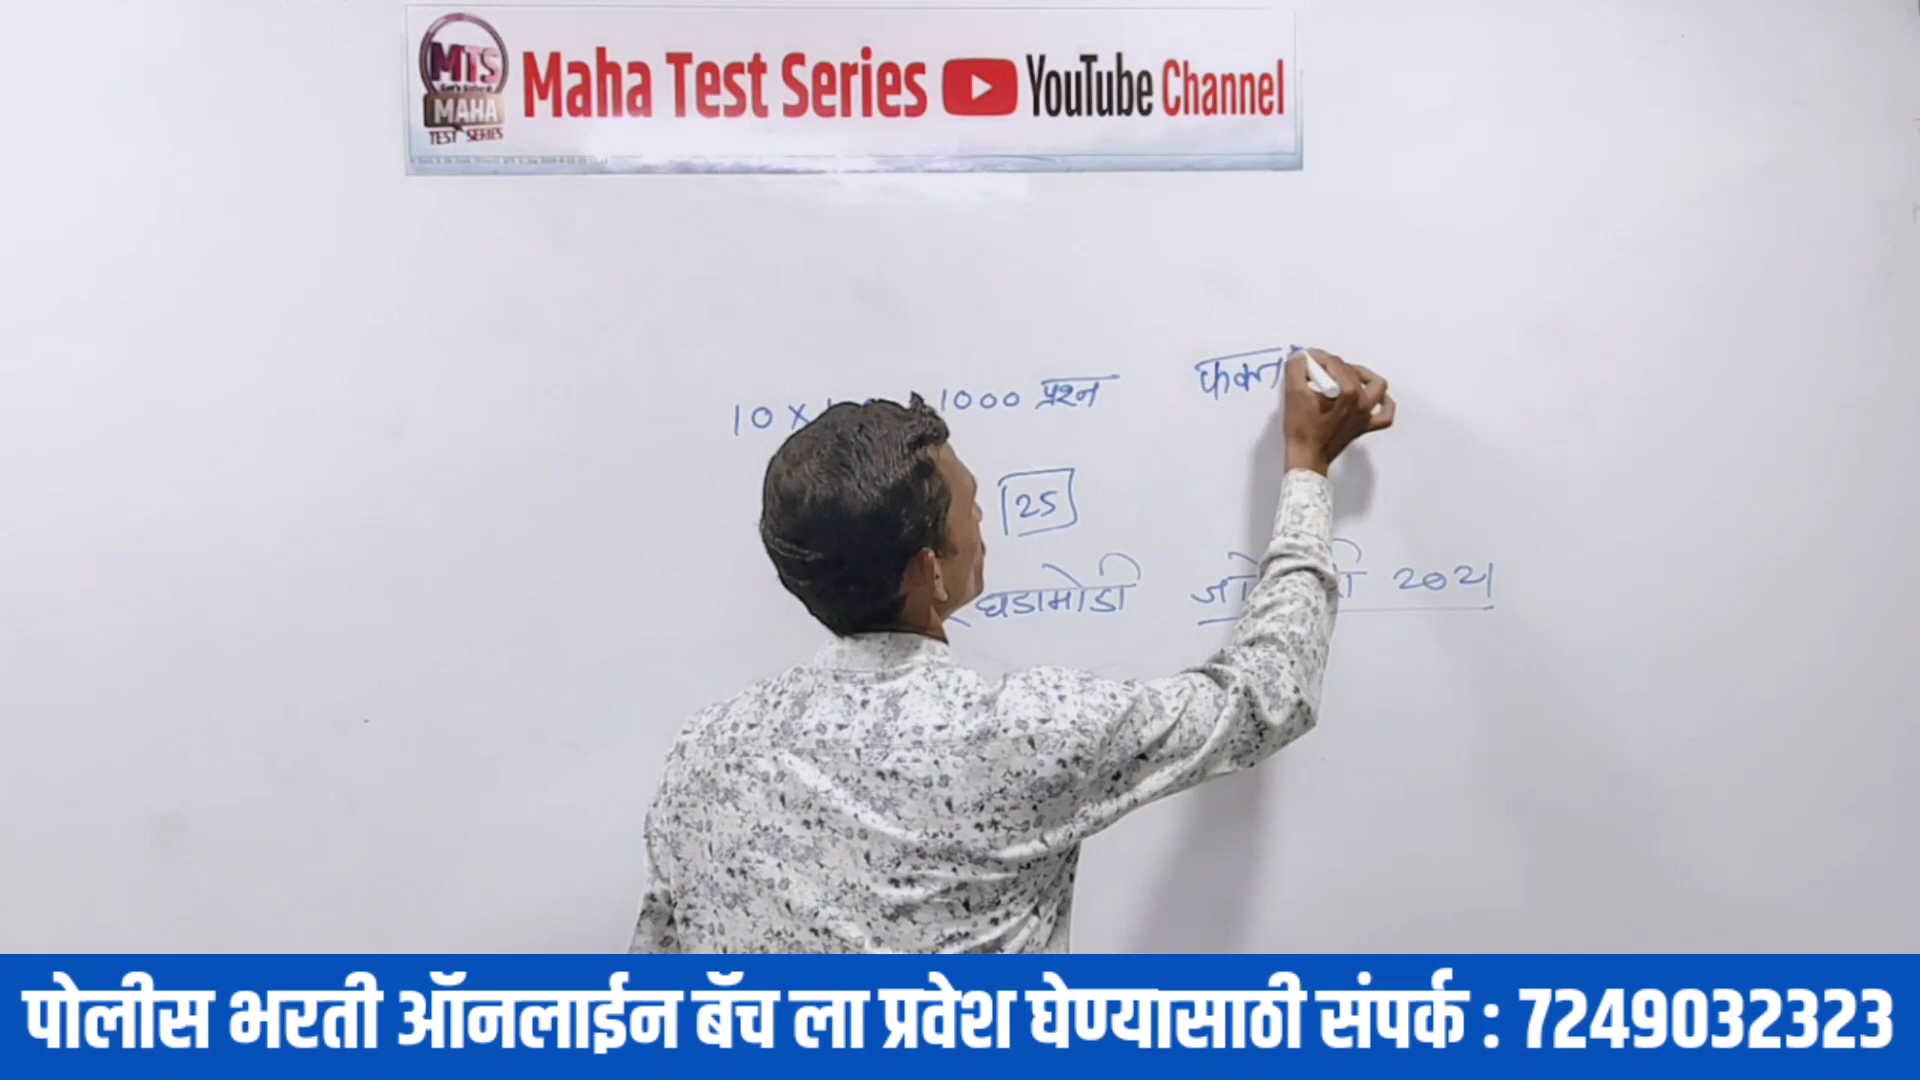 MTS
MAHA
TEST SERIES
Maha Test Series YouTube Channel
10 x 1000 प्रश्न
फक्त
25
घडामोडी 2021
पोलीस भरती ऑनलाईन बॅच ला प्रवेश घेण्यासाठी संपर्क : 7249032323